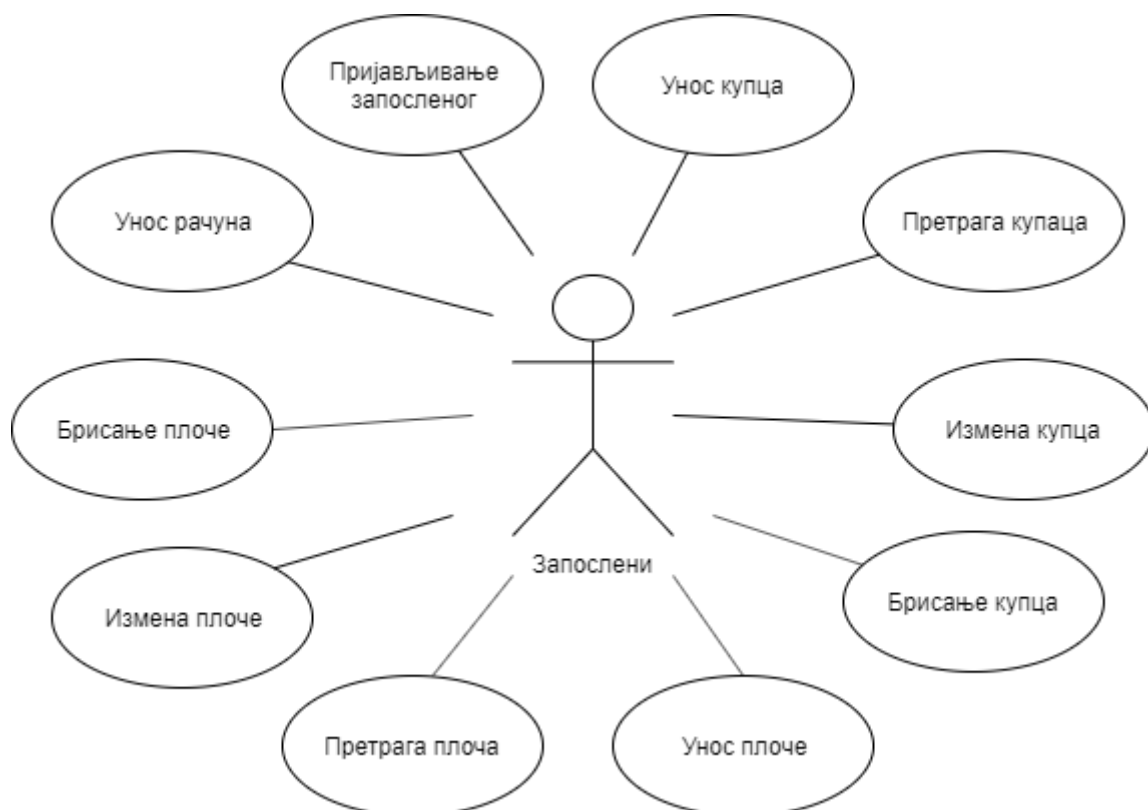 Пријављивање
запосленог
Унос купца
Унос рачуна
Претрага купаца
Брисање плоче
Измена купца
Запослени
Измена плоче
Брисање купца
Претрага плоча
Унос плоче